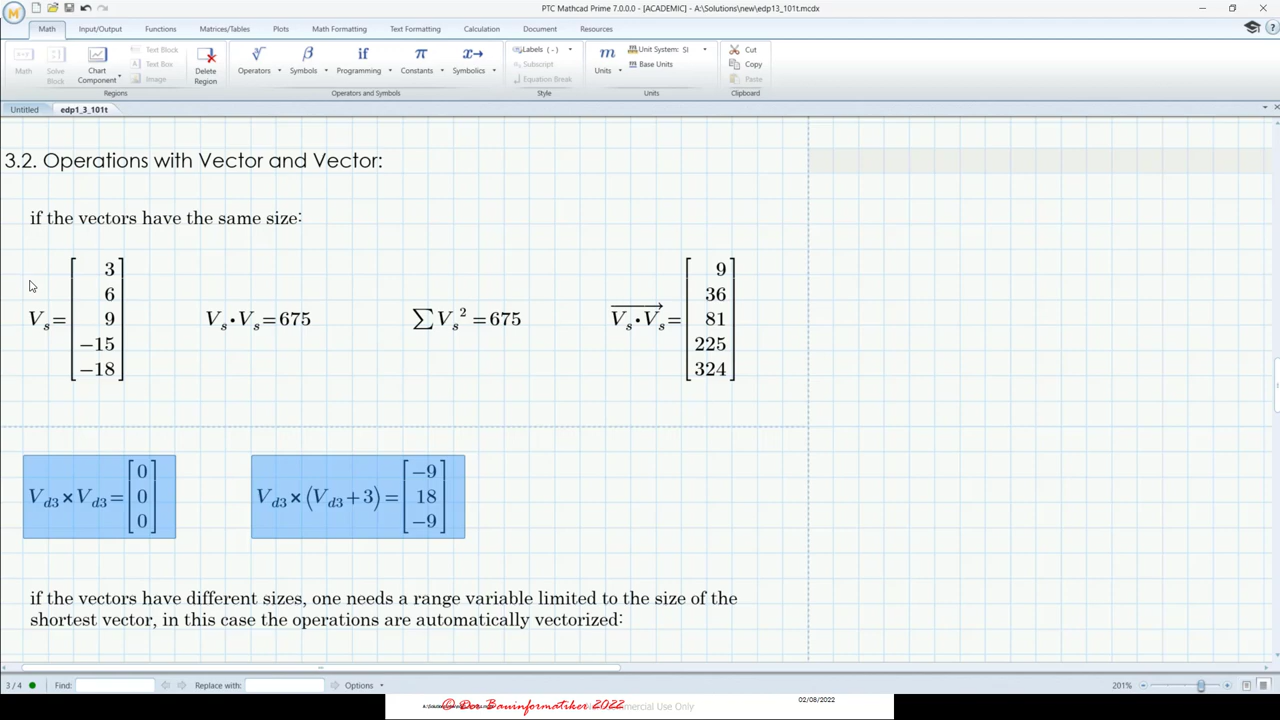 PTC Mathcad Prime 7.0.0.0 - [ACADEMIC] - A:\Solutions\new\edp13_101t.mcdx
Math Input/Output Functions Matrices/Tables Plots Math Formatting Text Formatting Calculation Document Resources
Math Solve Block Chart Component Text Block Text Box Image Delete Region Operators Symbols Programming Constants Symbolics Labels ( - ) Subscript Equation Break Units Unit System: SI Base Units Cut Copy Paste
Regions Operators and Symbols Style Units Clipboard
Untitled edp1_3_101t
3.2. Operations with Vector and Vector:
if the vectors have the same size:
Vₛ = [3 6 9 −15 −18]
Vₛ · Vₛ = 675
∑ Vₛ² = 675
Vₛ · Vₛ = [9 36 81 225 324]
V_d3 × V_d3 = [0 0 0]
V_d3 × (V_d3 + 3) = [−9 18 −9]
if the vectors have different sizes, one needs a range variable limited to the size of the
shortest vector, in this case the operations are automatically vectorized:
3 / 4 Find: Replace with: Options 201%
© Der Bauinformatiker 2022
02/08/2022